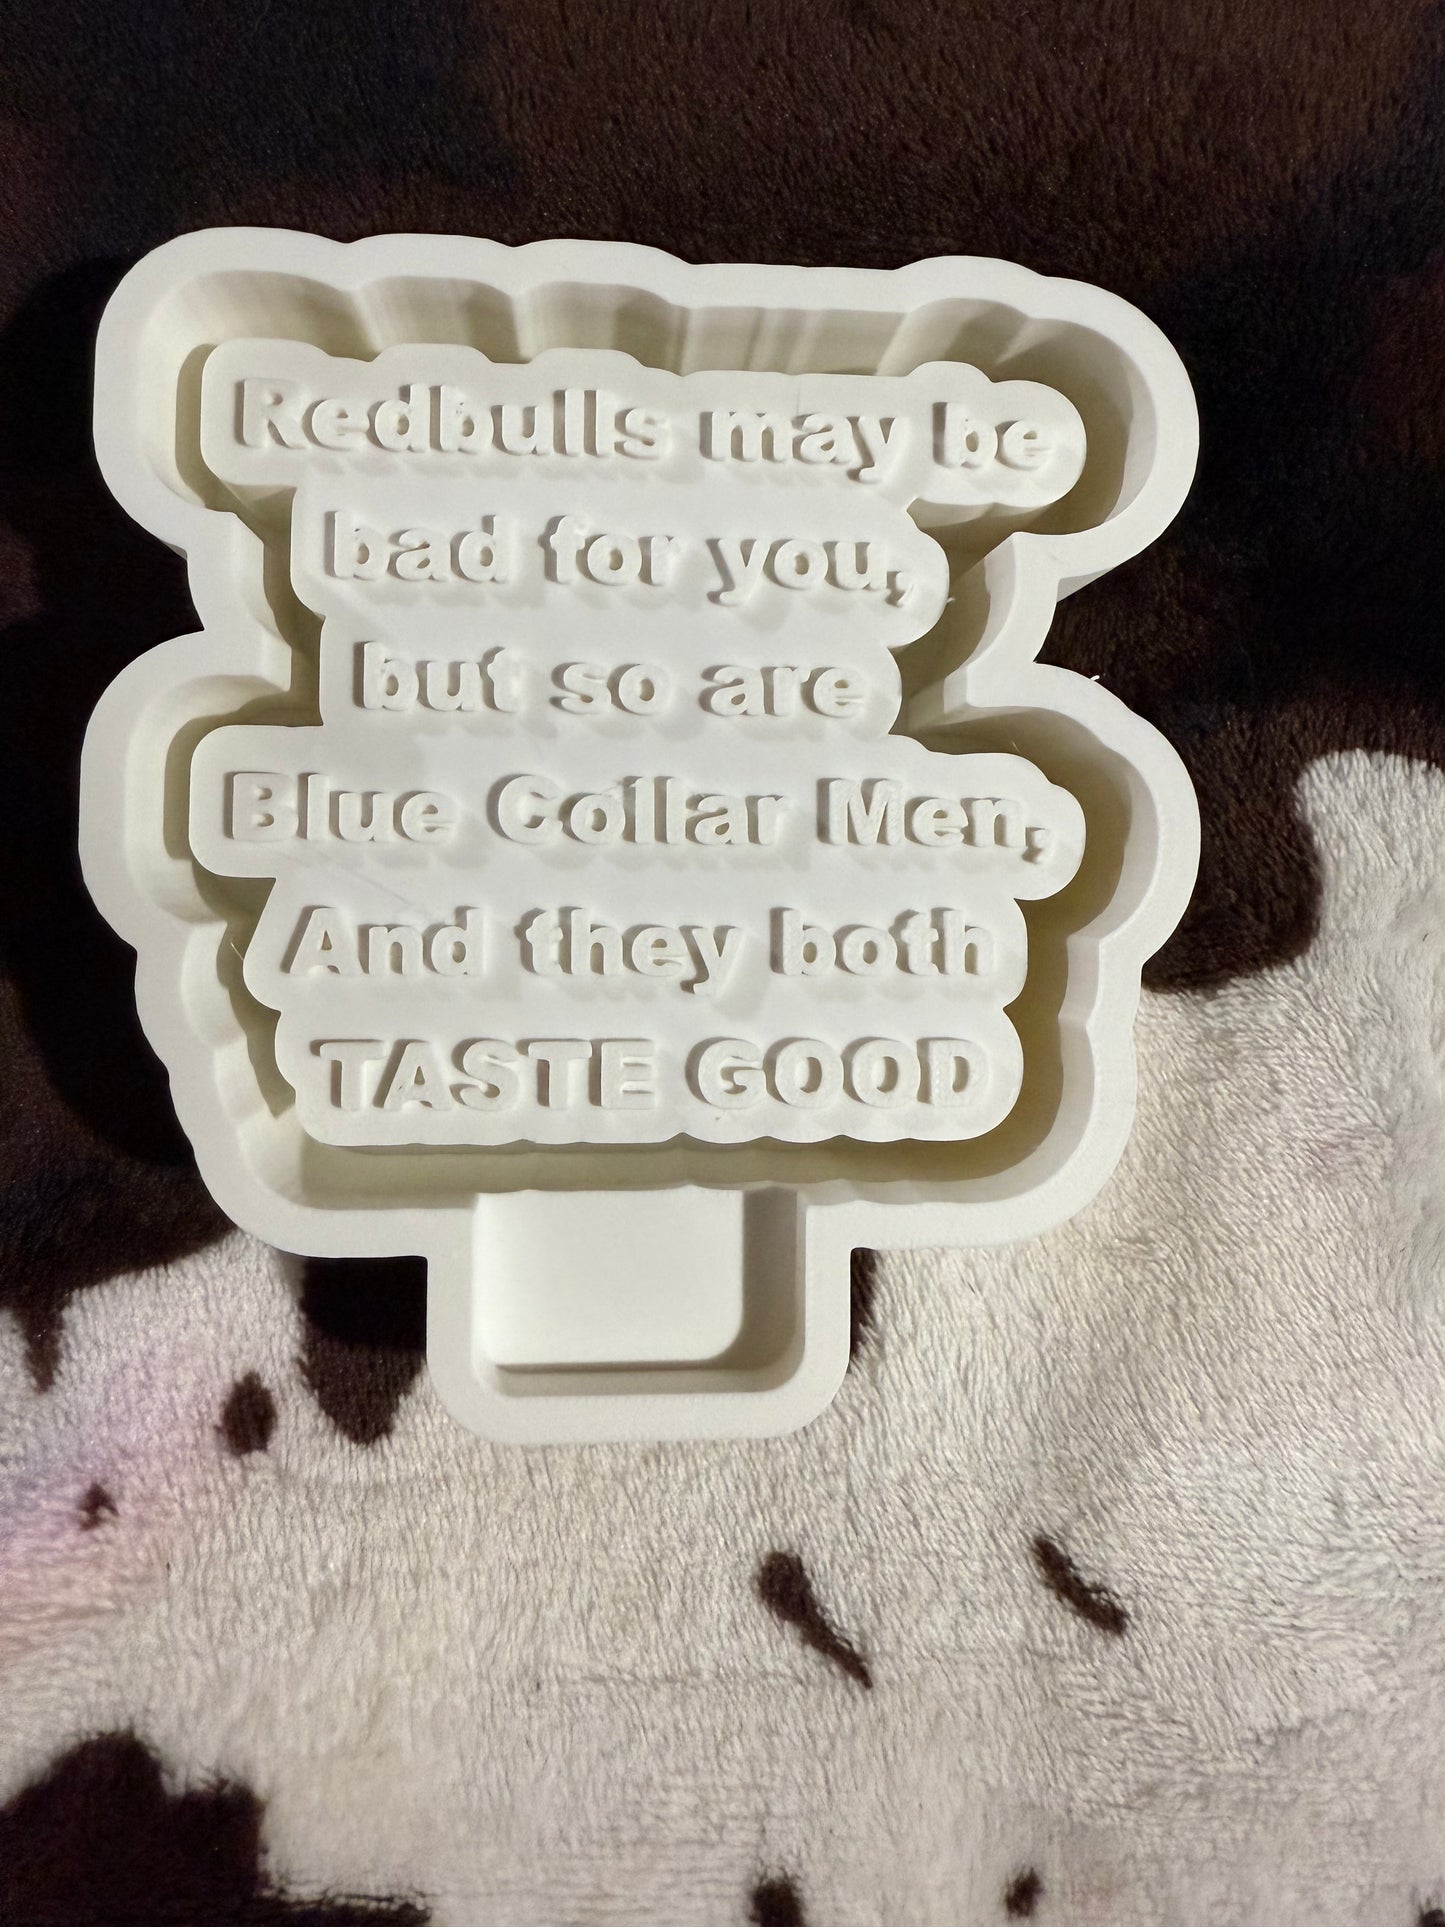 Redbulls may be
bad for you,
but so are
Blue Collar Men,
And they both
TASTE GOOD